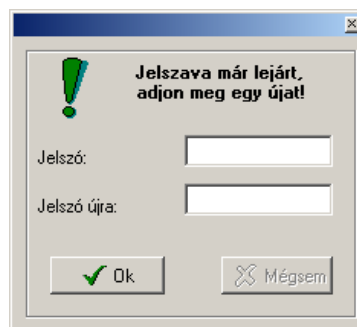 Jelszava már lejárt,
adjon meg egy újat!
Jelszó:
Jelszó újra:
Ok
Mégsem